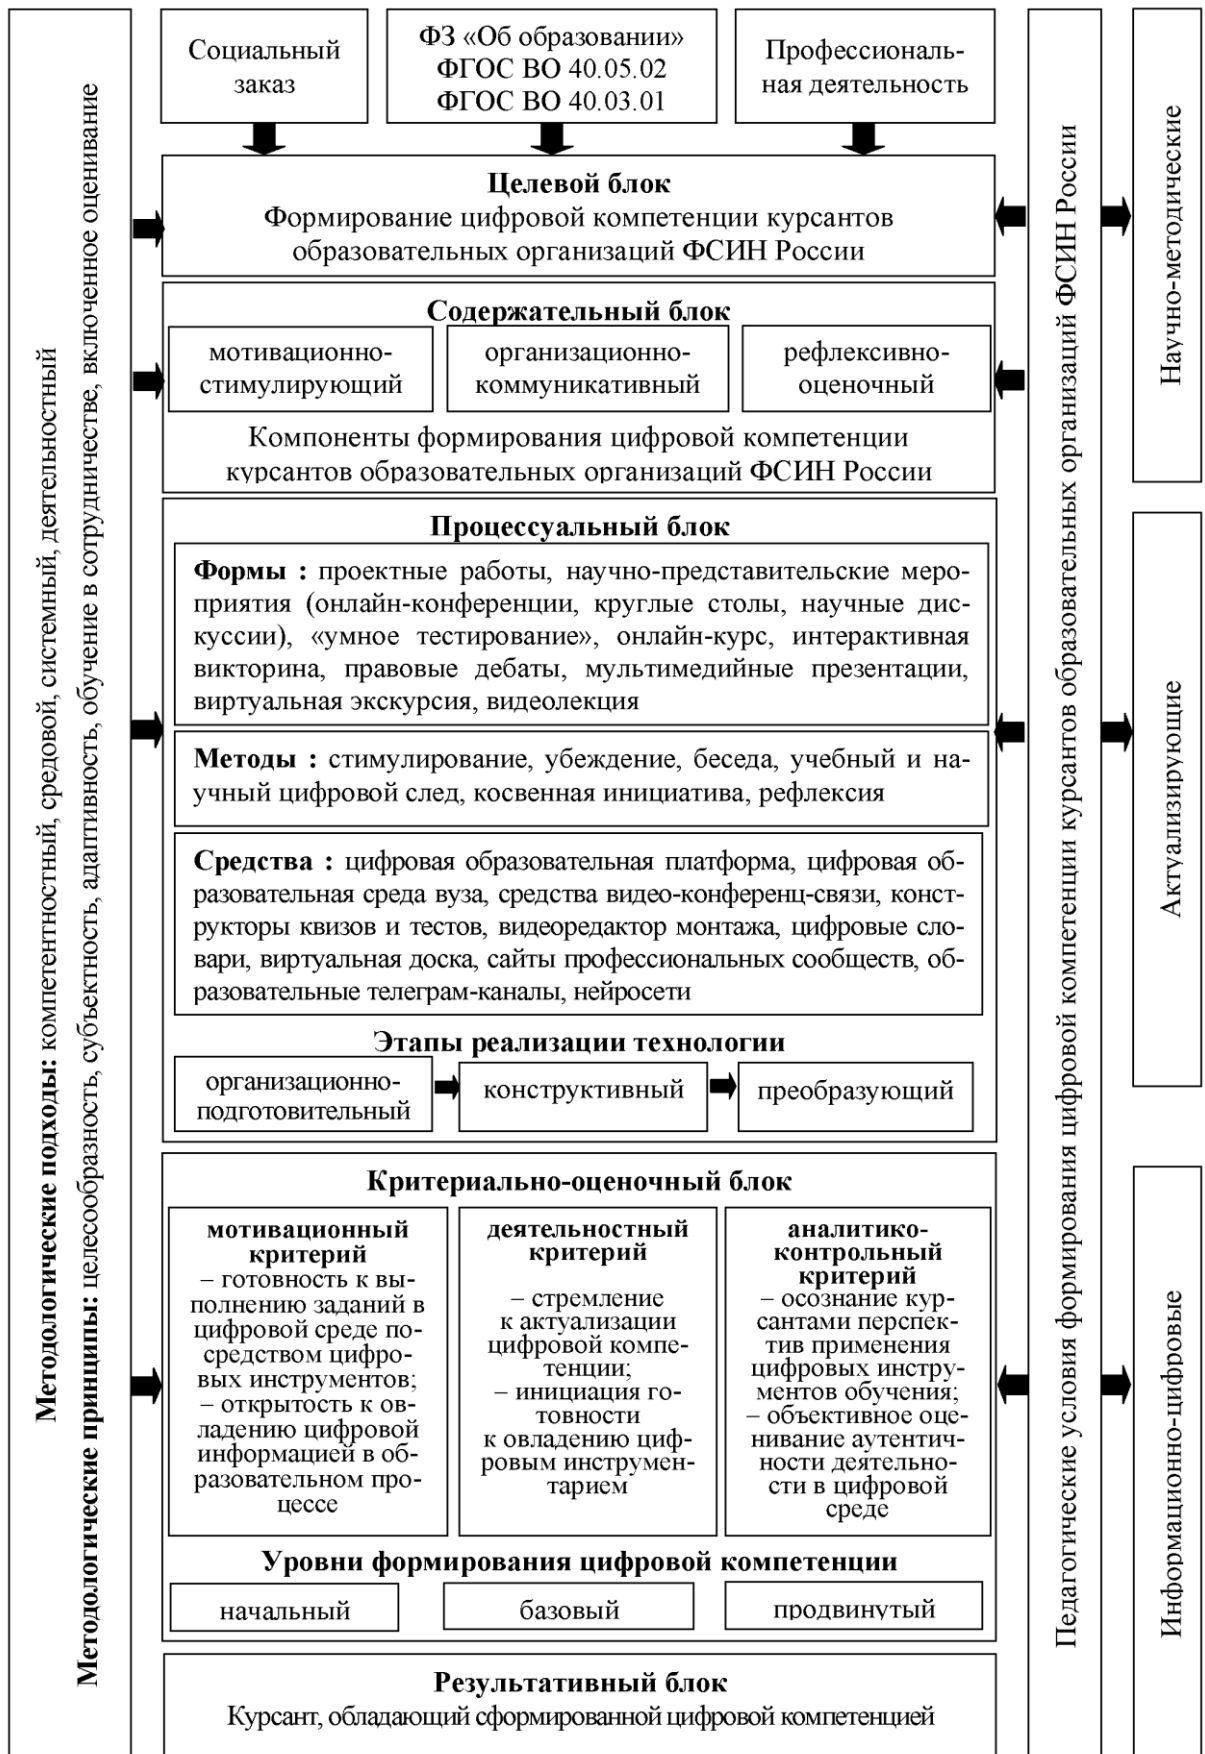 Методологические подходы: компетентностный, средовой, системный, деятельностный
Методологические принципы: целесообразность, субъектность, адаптивность, обучение в сотрудничестве, включенное оценивание
Социальный
заказ
ФЗ «Об образовании»
ФГОС ВО 40.05.02
ФГОС ВО 40.03.01
Профессиональ-
ная деятельность
Целевой блок
Формирование цифровой компетенции курсантов
образовательных организаций ФСИН России
Содержательный блок
мотивационно-
стимулирующий
организационно-
коммуникативный
рефлексивно-
оценочный
Компоненты формирования цифровой компетенции
курсантов образовательных организаций ФСИН России
Процессуальный блок
Формы : проектные работы, научно-представительские меро-
приятия (онлайн-конференции, круглые столы, научные дис-
куссии), «умное тестирование», онлайн-курс, интерактивная
викторина, правовые дебаты, мультимедийные презентации,
виртуальная экскурсия, видеолекция
Методы : стимулирование, убеждение, беседа, учебный и на-
учный цифровой след, косвенная инициатива, рефлексия
Средства : цифровая образовательная платформа, цифровая об-
разовательная среда вуза, средства видео-конференц-связи, конст-
рукторы квизов и тестов, видеоредактор монтажа, цифровые сло-
вари, виртуальная доска, сайты профессиональных сообществ, об-
разовательные телеграм-каналы, нейросети
Этапы реализации технологии
организационно-
подготовительный
конструктивный
преобразующий
Критериально-оценочный блок
мотивационный
критерий
– готовность к вы-
полнению заданий в
цифровой среде по-
средством цифро-
вых инструментов;
– открытость к ов-
ладению цифровой
информацией в об-
разовательном про-
цессе
деятельностный
критерий
– стремление
к актуализации
цифровой компе-
тенции;
– инициация го-
товности
к овладению циф-
ровым инструмен-
тарием
аналитико-
контрольный
критерий
– осознание кур-
сантами перспек-
тив применения
цифровых инстру-
ментов обучения;
– объективное оце-
нивание аутентич-
ности деятельно-
сти в цифровой
среде
Уровни формирования цифровой компетенции
начальный
базовый
продвинутый
Результативный блок
Курсант, обладающий сформированной цифровой компетенцией
Педагогические условия формирования цифровой компетенции курсантов образовательных организаций ФСИН России
Научно-методические
Актуализирующие
Информационно-цифровые